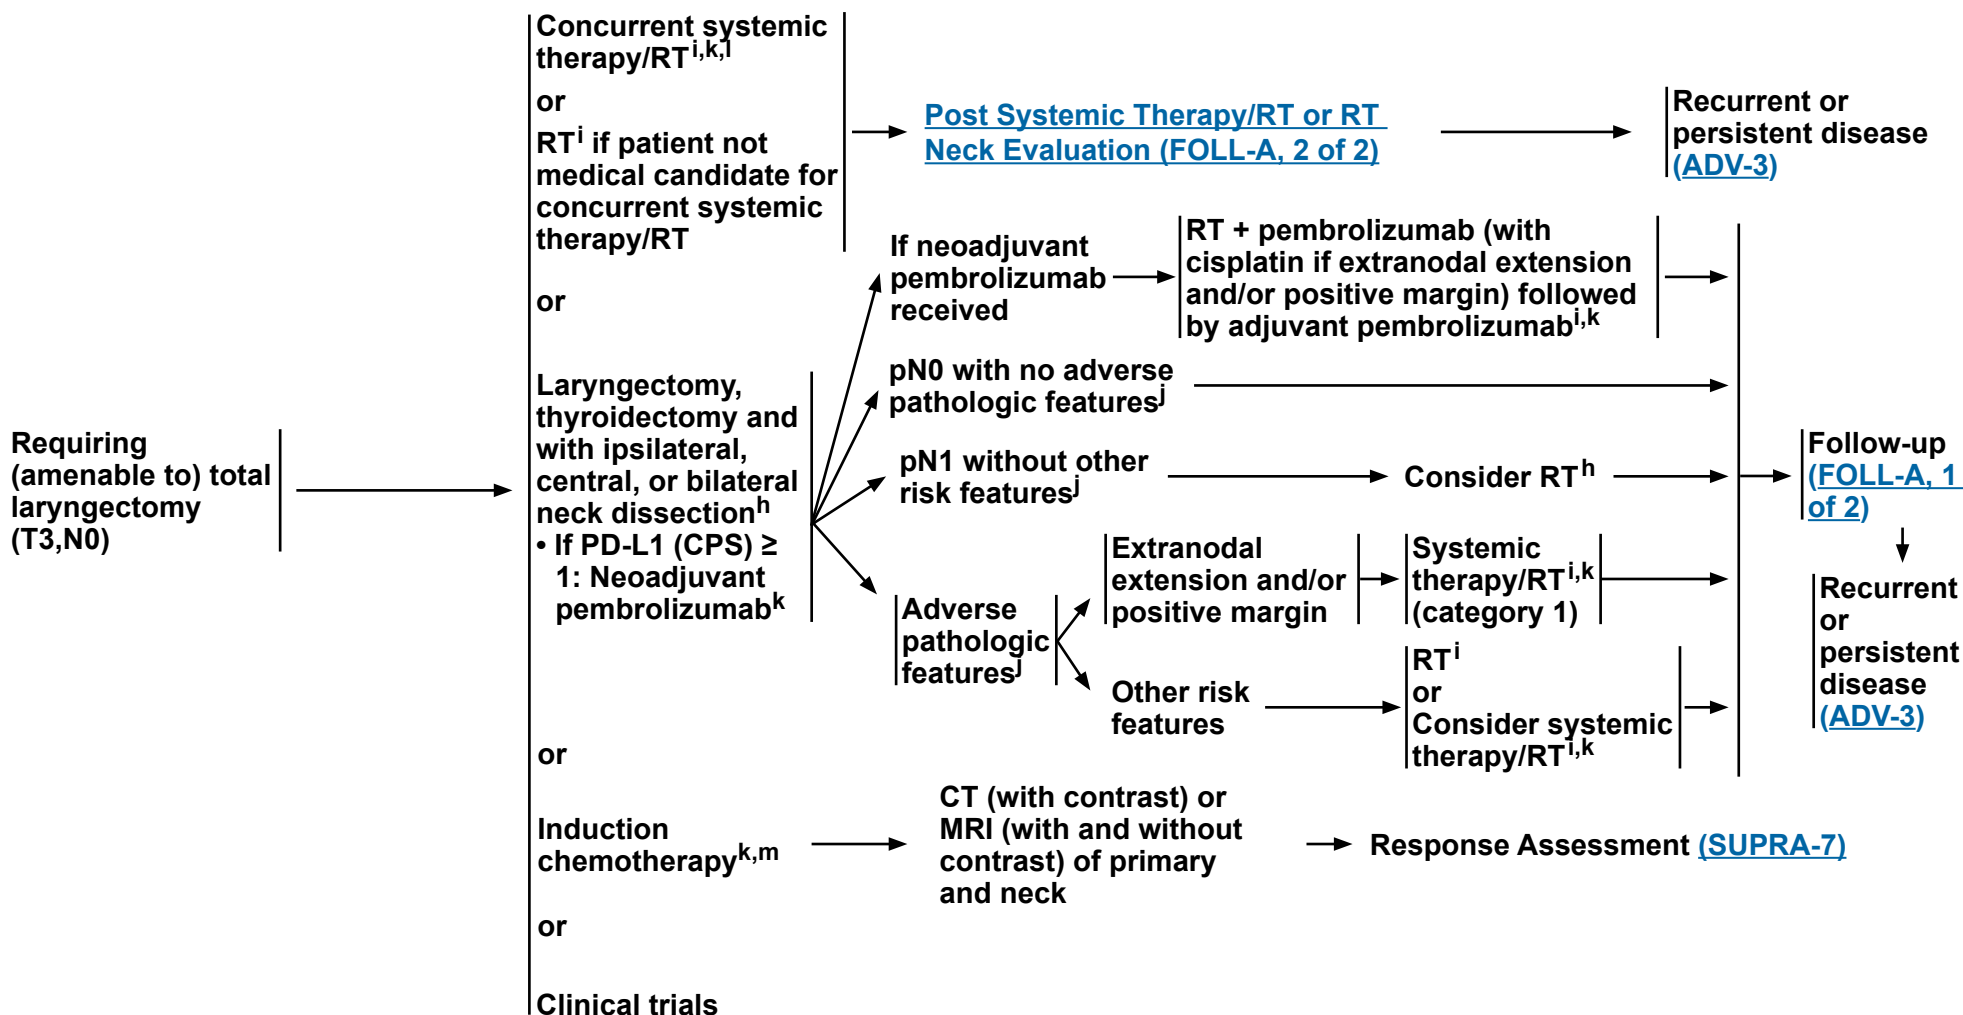 Requiring
(amenable to) total
laryngectomy
(T3,N0)
Concurrent systemic
therapy/RTi,k,l
or
RTi if patient not
medical candidate for
concurrent systemic
therapy/RT
or
Laryngectomy,
thyroidectomy and
with ipsilateral,
central, or bilateral
neck dissectionh
• If PD-L1 (CPS) ≥
1: Neoadjuvant
pembrolizumabk
or
Induction
chemotherapyk,m
or
Clinical trials
Post Systemic Therapy/RT or RT
Neck Evaluation (FOLL-A, 2 of 2)
Recurrent or
persistent disease
(ADV-3)
If neoadjuvant
pembrolizumab
received
RT + pembrolizumab (with
cisplatin if extranodal extension
and/or positive margin) followed
by adjuvant pembrolizumabi,k
pN0 with no adverse
pathologic featuresj
pN1 without other
risk featuresj
Consider RTh
Adverse
pathologic
featuresj
Extranodal
extension and/or
positive margin
Systemic
therapy/RTi,k
(category 1)
Other risk
features
RTi
or
Consider systemic
therapy/RTi,k
Follow-up
(FOLL-A, 1
of 2)
Recurrent
or
persistent
disease
(ADV-3)
CT (with contrast) or
MRI (with and without
contrast) of primary
and neck
Response Assessment (SUPRA-7)